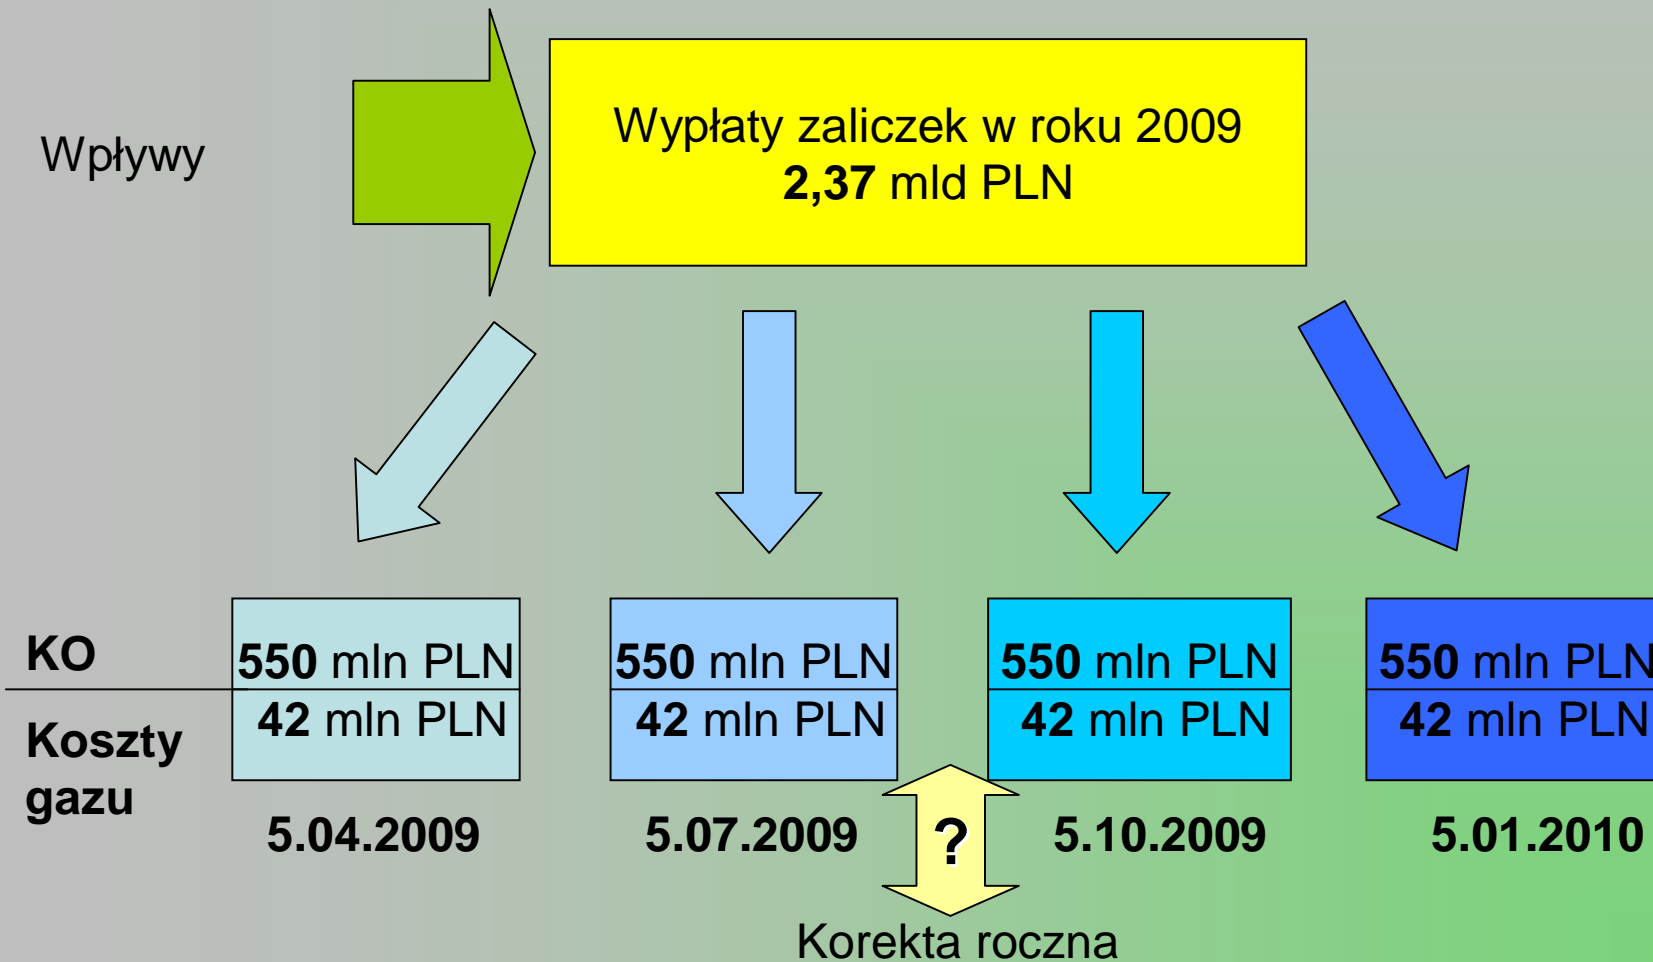 Wpływy
Wypłaty zaliczek w roku 2009
2,37 mld PLN
KO
550 mln PLN
550 mln PLN
550 mln PLN
550 mln PLN
Koszty
gazu
42 mln PLN
42 mln PLN
42 mln PLN
42 mln PLN
5.04.2009
5.07.2009
?
5.10.2009
5.01.2010
Korekta roczna